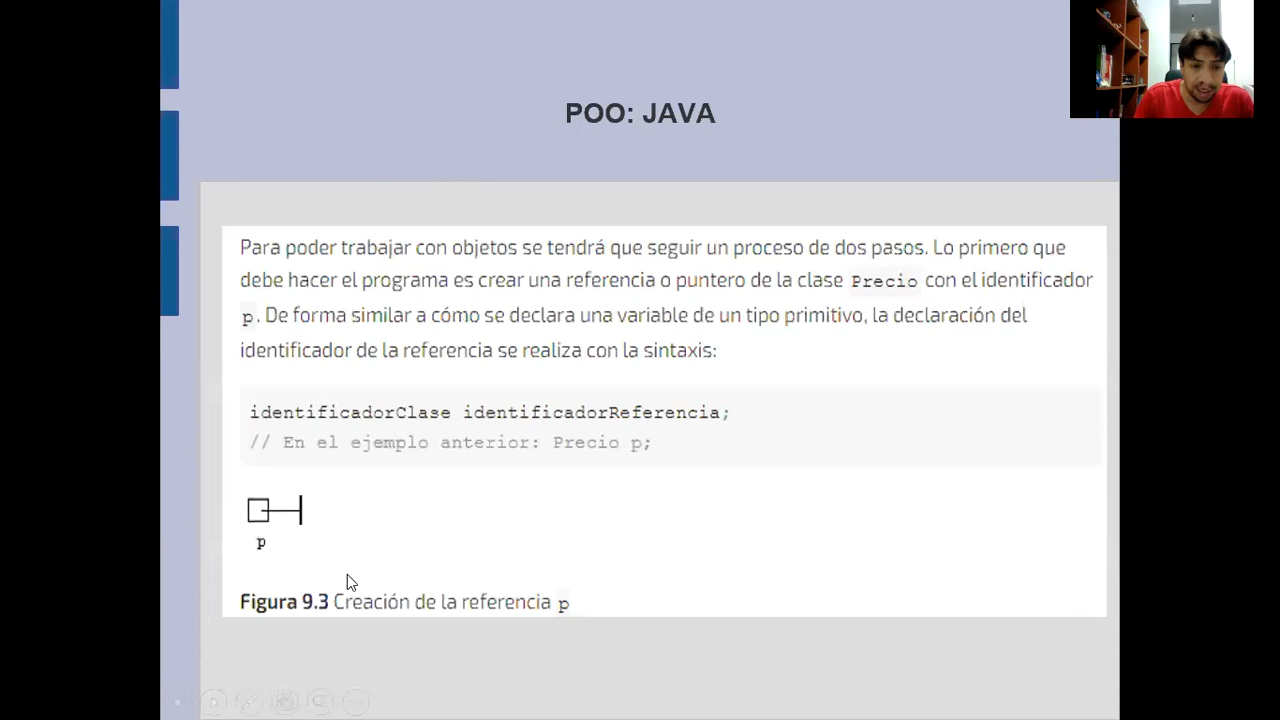 POO: JAVA
Para poder trabajar con objetos se tendrá que seguir un proceso de dos pasos. Lo primero que
debe hacer el programa es crear una referencia o puntero de la clase Precio con el identificador
p. De forma similar a cómo se declara una variable de un tipo primitivo, la declaración del
identificador de la referencia se realiza con la sintaxis:
identificadorClase identificadorReferencia;
// En el ejemplo anterior: Precio p;
p
Figura 9.3 Creación de la referencia p